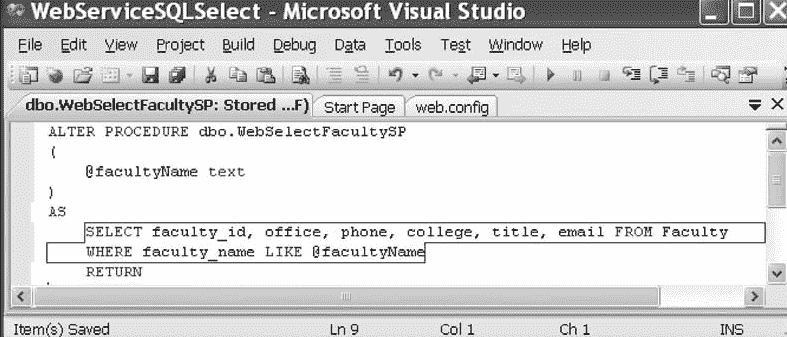 WebServiceSQLSelect - Microsoft Visual Studio
File Edit View Project Build Debug Data Tools Test Window Help
dbo.WebSelectFacultySP: Stored ...F) Start Page web.config
ALTER PROCEDURE dbo.WebSelectFacultySP
(
@facultyName text
)
AS
SELECT faculty_id, office, phone, college, title, email FROM Faculty
WHERE faculty_name LIKE @facultyName
RETURN
Item(s) Saved Ln 9 Col 1 Ch 1 INS